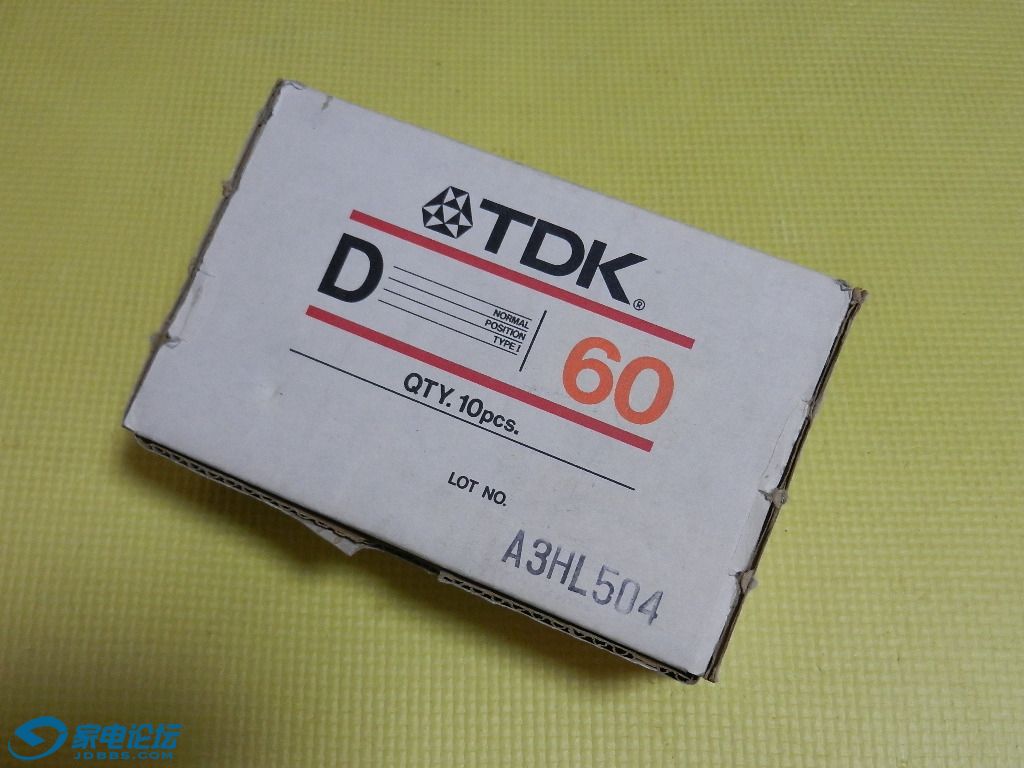 TDK®
D
NORMAL
POSITION
TYPE I
60
QTY. 10pcs.
LOT NO.
A3HL504
家电论坛
JDBBS.COM